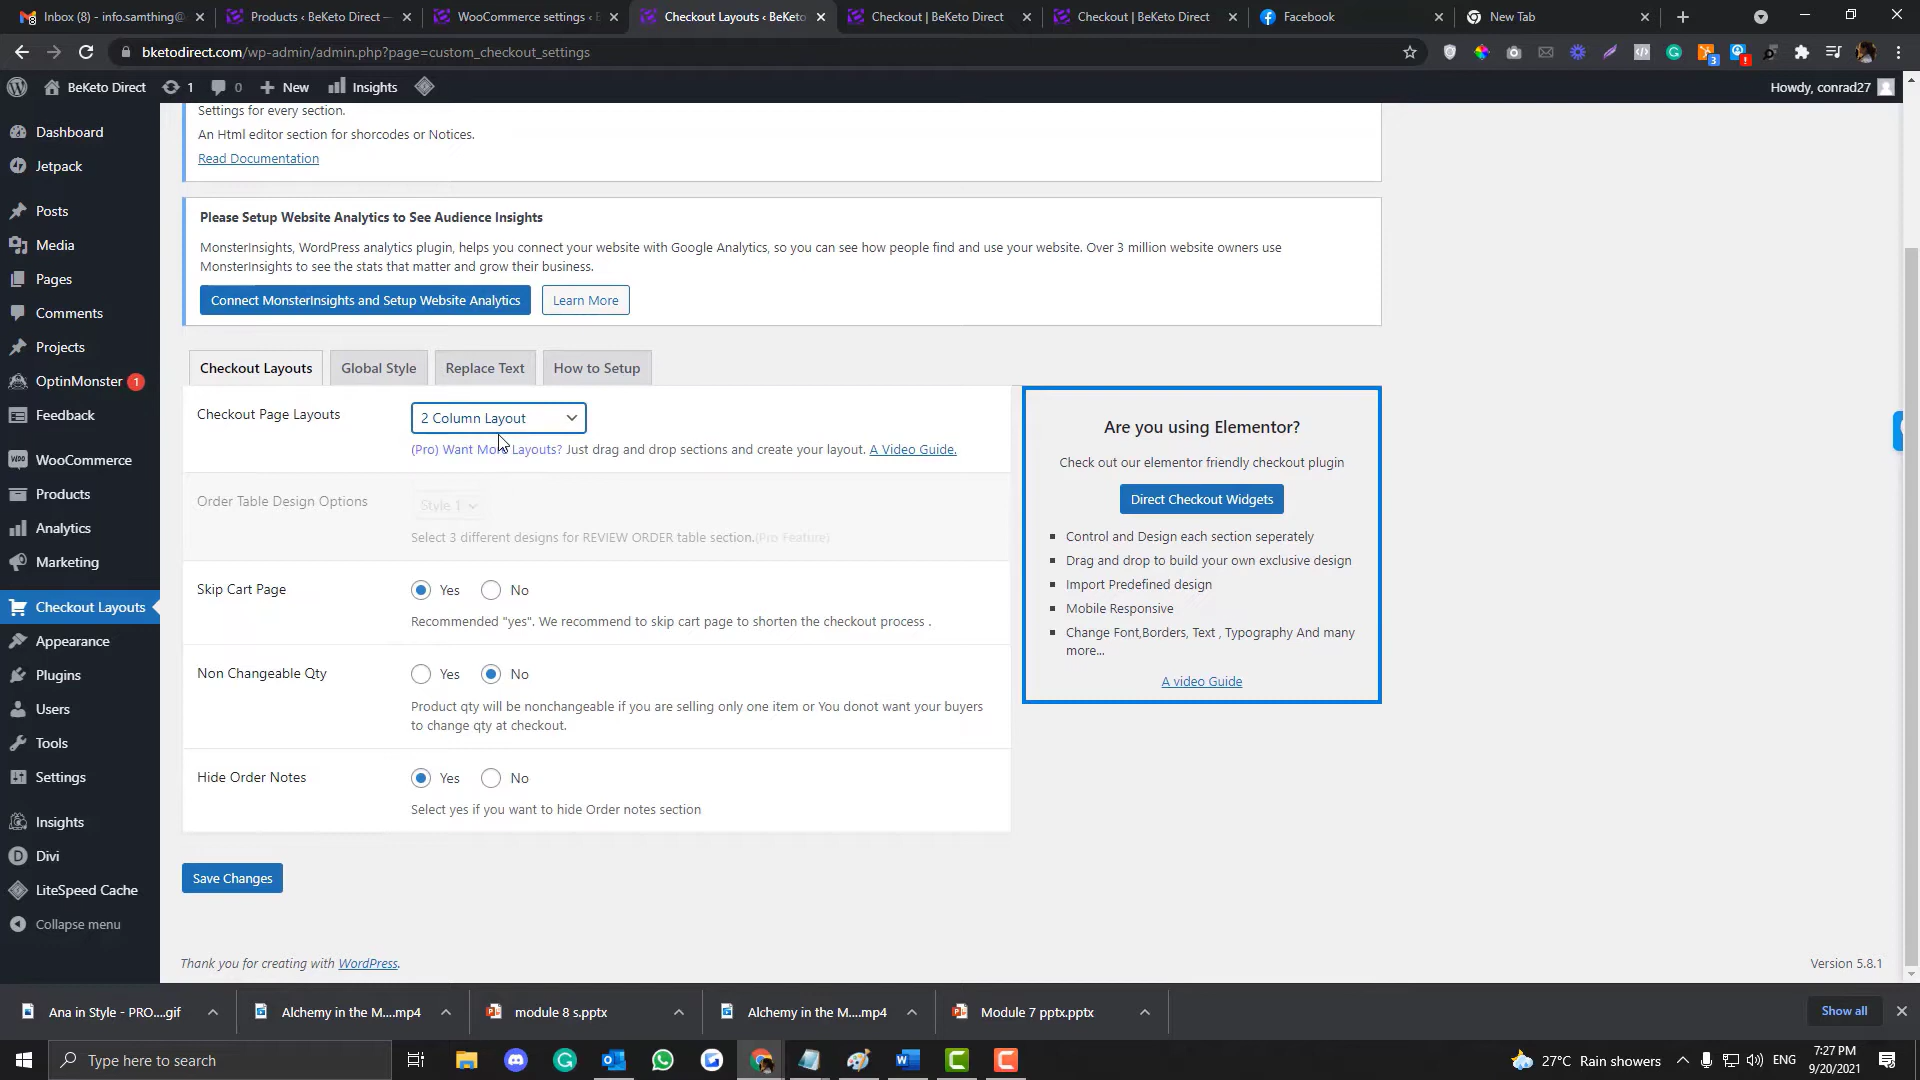 Inbox (8) - info.samthing@
Products ‹ BeKeto Direct —
WooCommerce settings ‹ B
Checkout Layouts ‹ BeKeto
Checkout | BeKeto Direct
Checkout | BeKeto Direct
Facebook
New Tab
bketodirect.com/wp-admin/admin.php?page=custom_checkout_settings
3
BeKeto Direct
1
0
New
Insights
Howdy, conrad27
Dashboard
Jetpack
Posts
Media
Pages
Comments
Projects
OptinMonster 1
Feedback
WooCommerce
Products
Analytics
Marketing
Checkout Layouts
Appearance
Plugins
Users
Tools
Settings
Insights
Divi
LiteSpeed Cache
Collapse menu
Settings for every section.
An Html editor section for shorcodes or Notices.
Read Documentation
Please Setup Website Analytics to See Audience Insights
MonsterInsights, WordPress analytics plugin, helps you connect your website with Google Analytics, so you can see how people find and use your website. Over 3 million website owners use
MonsterInsights to see the stats that matter and grow their business.
Connect MonsterInsights and Setup Website Analytics
Learn More
Checkout Layouts
Global Style
Replace Text
How to Setup
Checkout Page Layouts
2 Column Layout
(Pro) Want More Layouts? Just drag and drop sections and create your layout. A Video Guide.
Order Table Design Options
Style 1
Select 3 different designs for REVIEW ORDER table section.(Pro Feature)
Skip Cart Page
Yes
No
Recommended "yes". We recommend to skip cart page to shorten the checkout process .
Non Changeable Qty
Yes
No
Product qty will be nonchangeable if you are selling only one item or You donot want your buyers
to change qty at checkout.
Hide Order Notes
Yes
No
Select yes if you want to hide Order notes section
Save Changes
Are you using Elementor?
Check out our elementor friendly checkout plugin
Direct Checkout Widgets
Control and Design each section seperately
Drag and drop to build your own exclusive design
Import Predefined design
Mobile Responsive
Change Font,Borders, Text , Typography And many
more...
A video Guide
Thank you for creating with WordPress.
Version 5.8.1
Ana in Style - PRO....gif
Alchemy in the M....mp4
module 8 s.pptx
Alchemy in the M....mp4
Module 7 pptx.pptx
Show all
Type here to search
27°C Rain showers
ENG
7:27 PM
9/20/2021